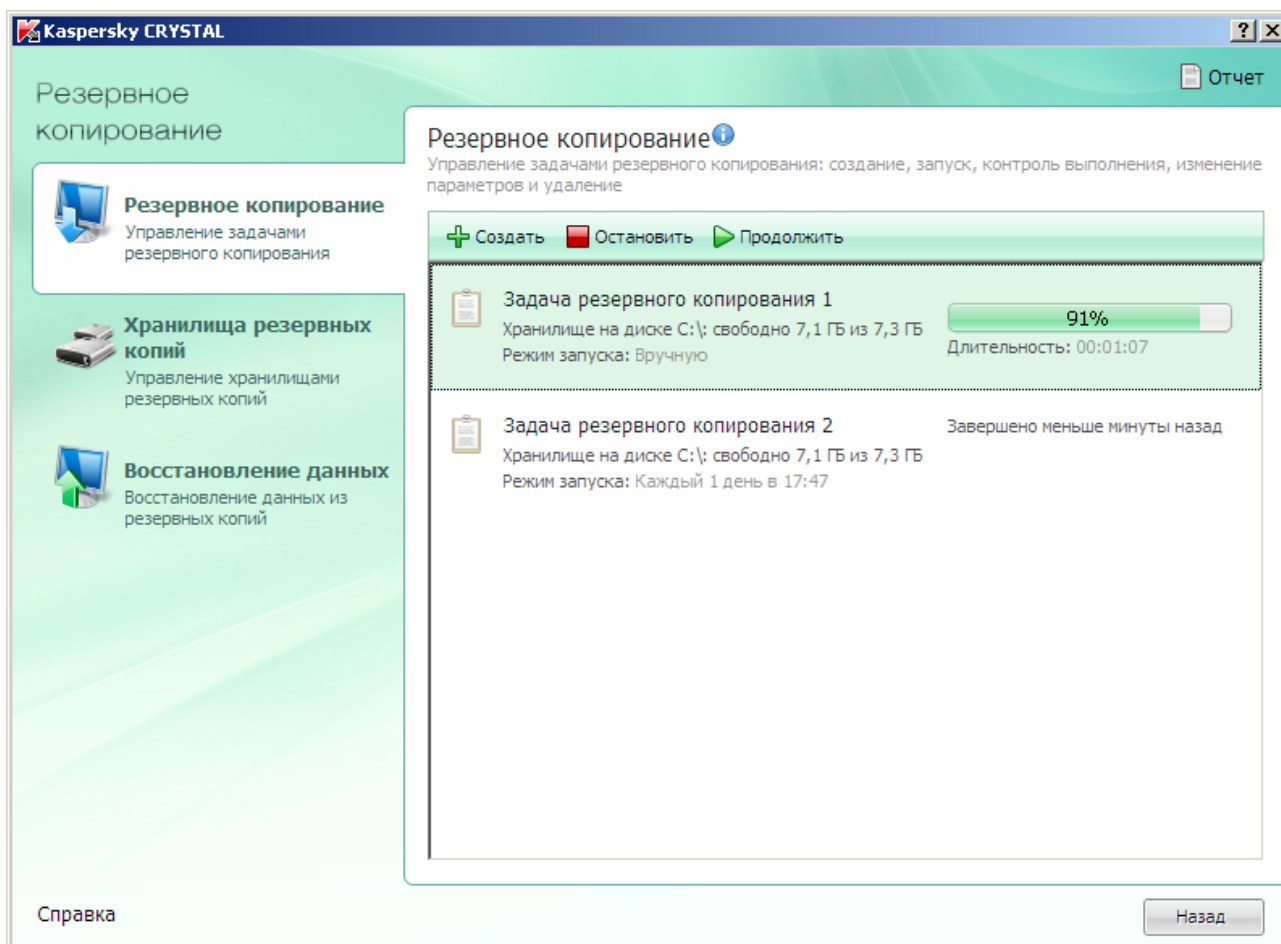 Kaspersky CRYSTAL
Отчет
Резервное
копирование
Резервное копирование
Управление задачами
резервного копирования
Хранилища резервных
копий
Управление хранилищами
резервных копий
Восстановление данных
Восстановление данных из
резервных копий
Резервное копирование
Управление задачами резервного копирования: создание, запуск, контроль выполнения, изменение
параметров и удаление
Создать Остановить Продолжить
Задача резервного копирования 1
Хранилище на диске C:\: свободно 7,1 ГБ из 7,3 ГБ
Режим запуска: Вручную
91%
Длительность: 00:01:07
Задача резервного копирования 2
Хранилище на диске C:\: свободно 7,1 ГБ из 7,3 ГБ
Режим запуска: Каждый 1 день в 17:47
Завершено меньше минуты назад
Справка
Назад